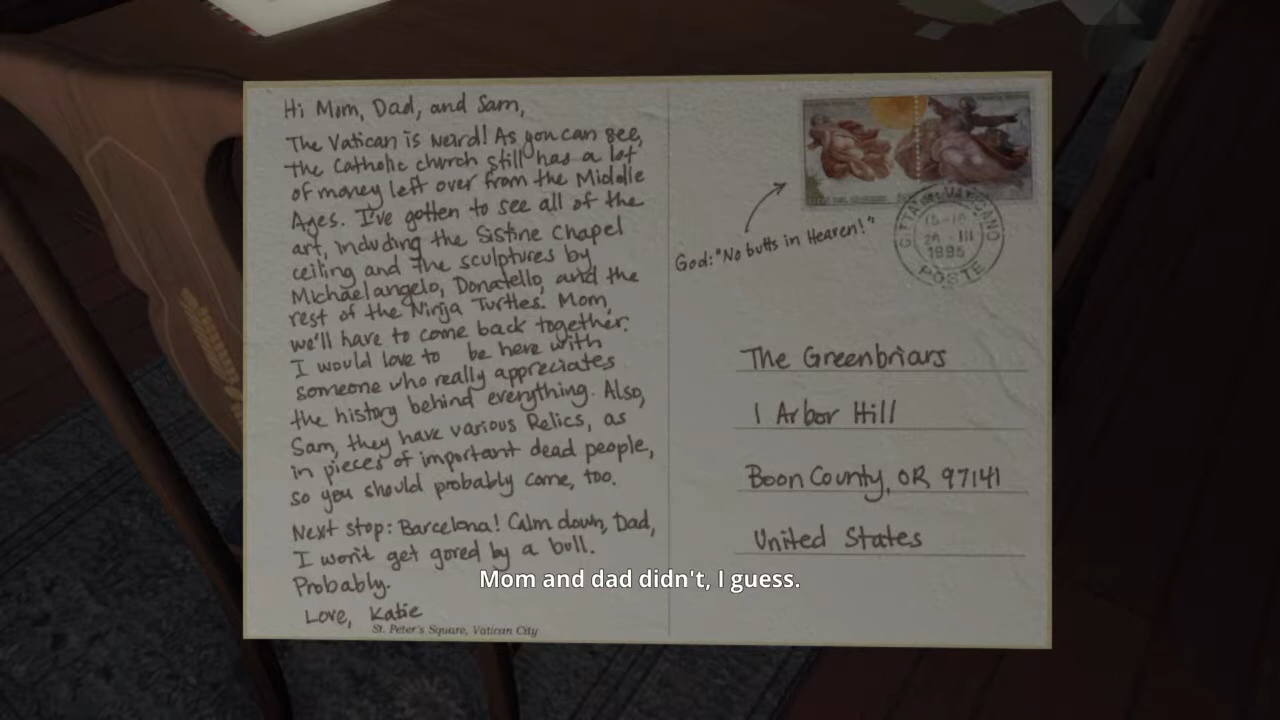 Hi Mom, Dad, and Sam,
The Vatican is weird! As you can see,
the Catholic church still has a lot
of money left over from the Middle
Ages. I've gotten to see all of the
art, including the Sistine Chapel
ceiling and the sculptures by
Michaelangelo, Donatello, and the
rest of the Ninja Turtles. Mom,
we'll have to come back together.
I would love to be here with
someone who really appreciates
the history behind everything. Also,
Sam, they have various Relics, as
in pieces of important dead people,
so you should probably come, too.
Next stop: Barcelona! Calm down, Dad,
I won't get gored by a bull.
Probably.
Love, Katie
St. Peter's Square, Vatican City
God: "No butts in Heaven!"
CITTA DEL VATICANO
1995
POSTE
The Greenbriars
1 Arbor Hill
Boon County, OR 97141
United States
Mom and dad didn't, I guess.